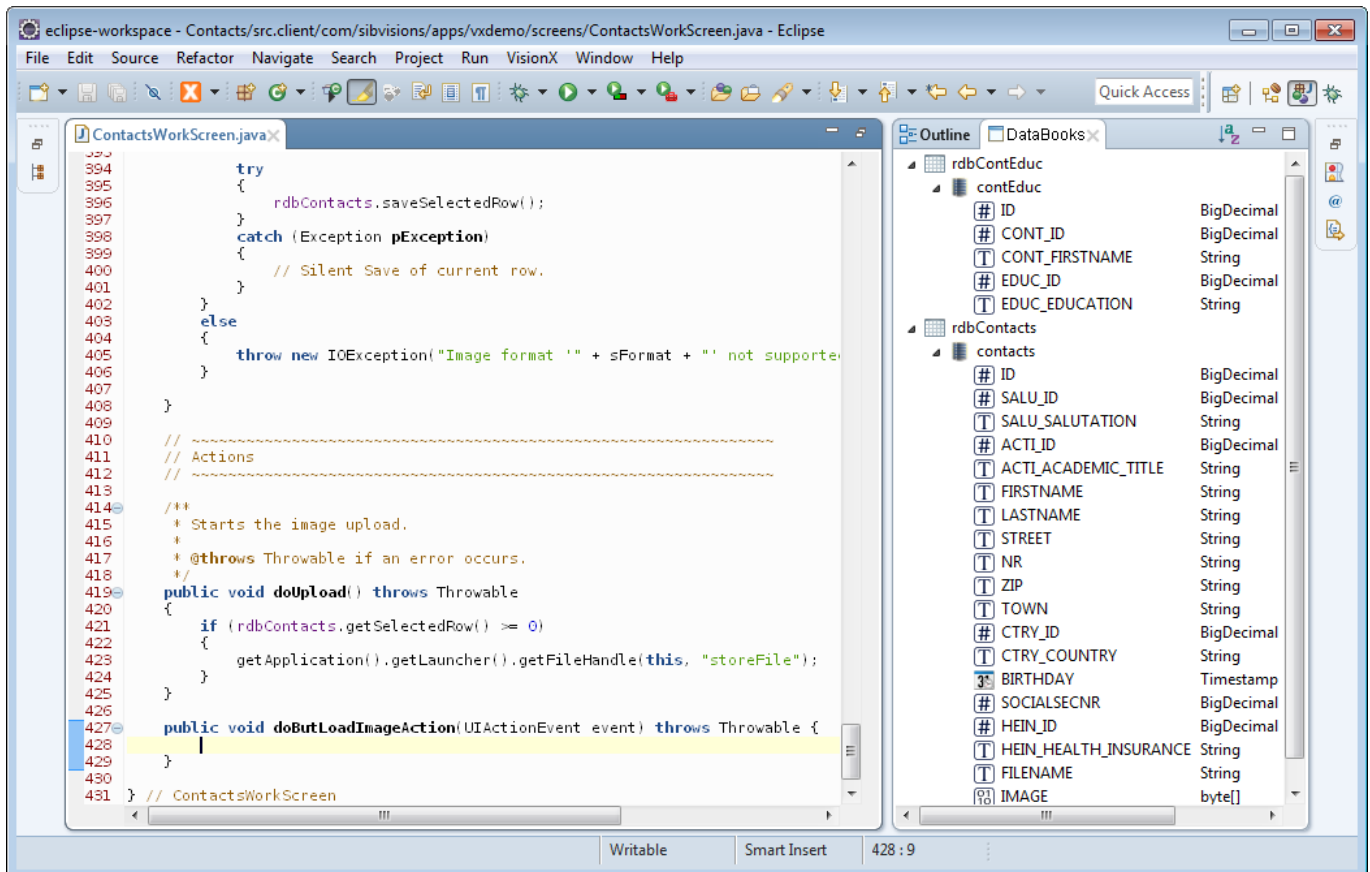 eclipse-workspace - Contacts/src.client/com/sibvisions/apps/vxdemo/screens/ContactsWorkScreen.java - Eclipse
File Edit Source Refactor Navigate Search Project Run VisionX Window Help
Quick Access
ContactsWorkScreen.java
393
394 try
395 {
396 rdbContacts.saveSelectedRow();
397 }
398 catch (Exception pException)
399 {
400 // Silent Save of current row.
401 }
402 }
403 else
404 {
405 throw new IOException("Image format '" + sFormat + "' not supporte
406 }
407
408 }
409
410 // ~~~~~~~~~~~~~~~~~~~~~~~~~~~~~~~~~~~~~~~~~~~~~~~~~~~~~~~~~~~~~~~~
411 // Actions
412 // ~~~~~~~~~~~~~~~~~~~~~~~~~~~~~~~~~~~~~~~~~~~~~~~~~~~~~~~~~~~~~~~~
413
414 /**
415 * Starts the image upload.
416 *
417 * @throws Throwable if an error occurs.
418 */
419 public void doUpload() throws Throwable
420 {
421 if (rdbContacts.getSelectedRow() >= 0)
422 {
423 getApplication().getLauncher().getFileHandle(this, "storeFile");
424 }
425 }
426
427 public void doButLoadImageAction(UIActionEvent event) throws Throwable {
428
429 }
430
431 } // ContactsWorkScreen
Outline DataBooks
rdbContEduc
contEduc
# ID BigDecimal
# CONT_ID BigDecimal
T CONT_FIRSTNAME String
# EDUC_ID BigDecimal
T EDUC_EDUCATION String
rdbContacts
contacts
# ID BigDecimal
# SALU_ID BigDecimal
T SALU_SALUTATION String
# ACTI_ID BigDecimal
T ACTI_ACADEMIC_TITLE String
T FIRSTNAME String
T LASTNAME String
T STREET String
T NR String
T ZIP String
T TOWN String
# CTRY_ID BigDecimal
T CTRY_COUNTRY String
BIRTHDAY Timestamp
# SOCIALSECNR BigDecimal
# HEIN_ID BigDecimal
T HEIN_HEALTH_INSURANCE String
T FILENAME String
IMAGE byte[]
Writable Smart Insert 428 : 9